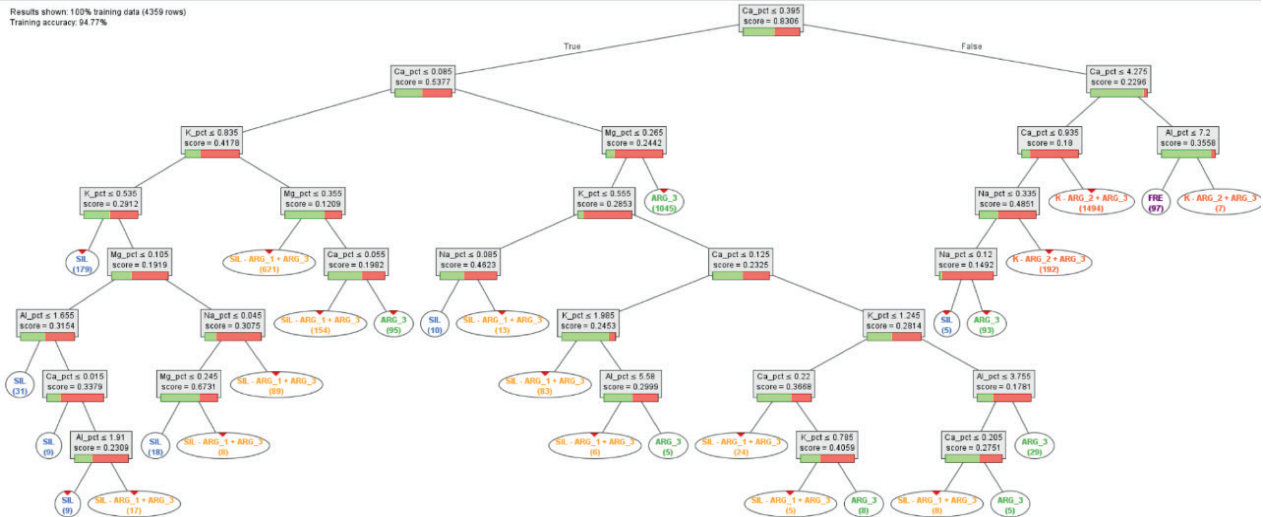 Results shown: 100% training data (4359 rows)
Training accuracy: 94.77%
Ca_pct ≤ 0.395
score = 0.8306
True
False
Ca_pct ≤ 0.085
score = 0.5377
Ca_pct ≤ 4.275
score = 0.2296
K_pct ≤ 0.835
score = 0.4178
Mg_pct ≤ 0.265
score = 0.2442
Ca_pct ≤ 0.935
score = 0.18
Al_pct ≤ 7.2
score = 0.3558
K_pct ≤ 0.535
score = 0.2912
Mg_pct ≤ 0.355
score = 0.1209
K_pct ≤ 0.555
score = 0.2853
ARG_3
(1045)
Na_pct ≤ 0.335
score = 0.4851
K - ARG_2 + ARG_3
(1494)
FRE
(97)
K - ARG_2 + ARG_3
(7)
SIL
(179)
Mg_pct ≤ 0.105
score = 0.1919
SIL - ARG_1 + ARG_3
(621)
Ca_pct ≤ 0.055
score = 0.1982
Na_pct ≤ 0.085
score = 0.4623
Ca_pct ≤ 0.125
score = 0.2325
Na_pct ≤ 0.12
score = 0.1492
K - ARG_2 + ARG_3
(192)
Al_pct ≤ 1.655
score = 0.3154
Na_pct ≤ 0.045
score = 0.3075
SIL - ARG_1 + ARG_3
(154)
ARG_3
(95)
SIL
(10)
SIL - ARG_1 + ARG_3
(13)
K_pct ≤ 1.985
score = 0.2453
K_pct ≤ 1.245
score = 0.2814
SIL
(5)
ARG_3
(93)
SIL
(31)
Ca_pct ≤ 0.015
score = 0.3379
Mg_pct ≤ 0.245
score = 0.6731
SIL - ARG_1 + ARG_3
(89)
SIL - ARG_1 + ARG_3
(83)
Al_pct ≤ 5.58
score = 0.2999
Ca_pct ≤ 0.22
score = 0.3668
Al_pct ≤ 3.755
score = 0.1781
SIL
(9)
Al_pct ≤ 1.91
score = 0.2309
SIL
(18)
SIL - ARG_1 + ARG_3
(8)
SIL - ARG_1 + ARG_3
(6)
ARG_3
(5)
SIL - ARG_1 + ARG_3
(24)
K_pct ≤ 0.785
score = 0.4059
Ca_pct ≤ 0.205
score = 0.2751
ARG_3
(29)
SIL
(9)
SIL - ARG_1 + ARG_3
(17)
SIL - ARG_1 + ARG_3
(5)
ARG_3
(8)
SIL - ARG_1 + ARG_3
(8)
ARG_3
(5)